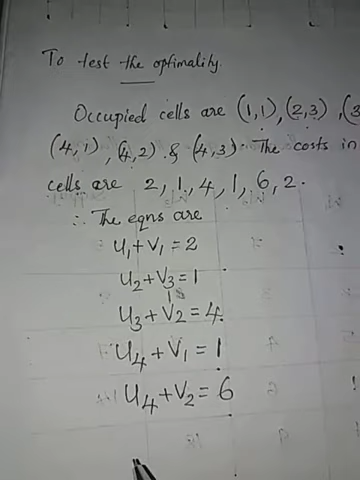 To test the optimality.
Occupied cells are (1,1), (2,3), (3
(4,1), (4,2) & (4,3). The costs in
cells are 2, 1, 4, 1, 6, 2.
∴ The eqns are
U₁+V₁ = 2
U₂+V₃ = 1
U₃+V₂ = 4.
U₄+V₁ = 1
U₄+V₂ = 6